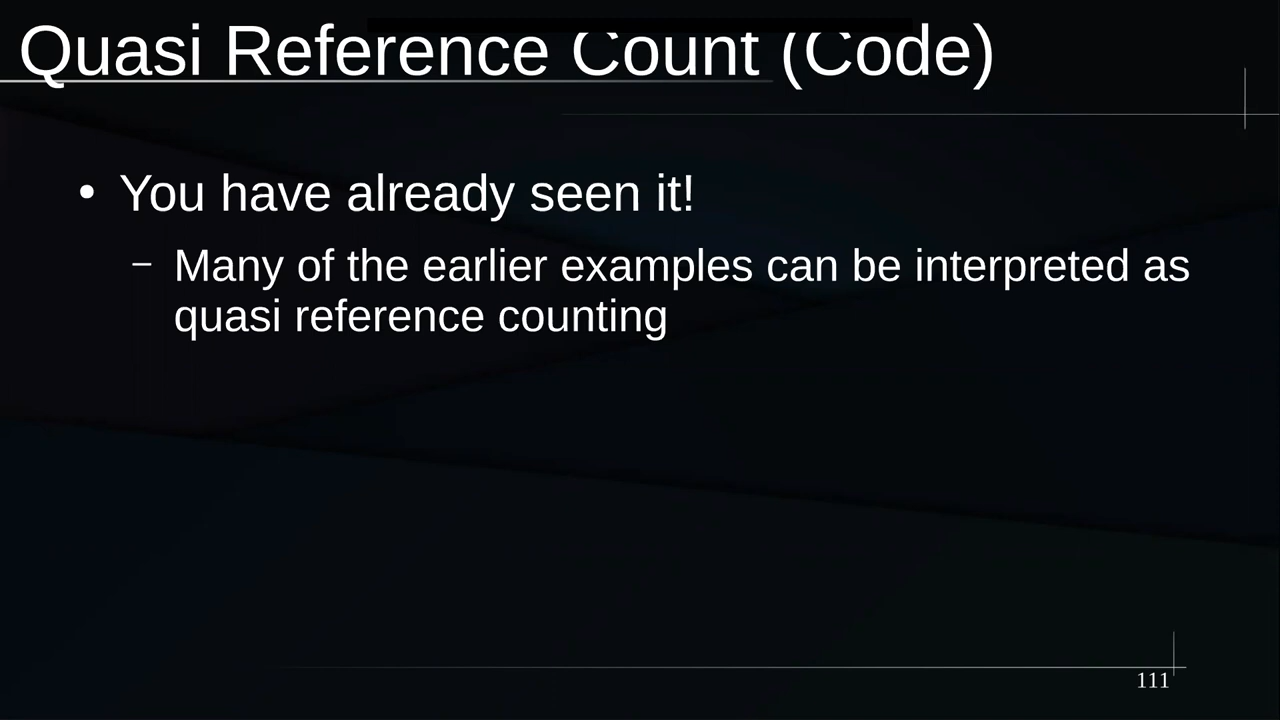 Quasi Reference Count (Code)
• You have already seen it!
– Many of the earlier examples can be interpreted as
quasi reference counting
111